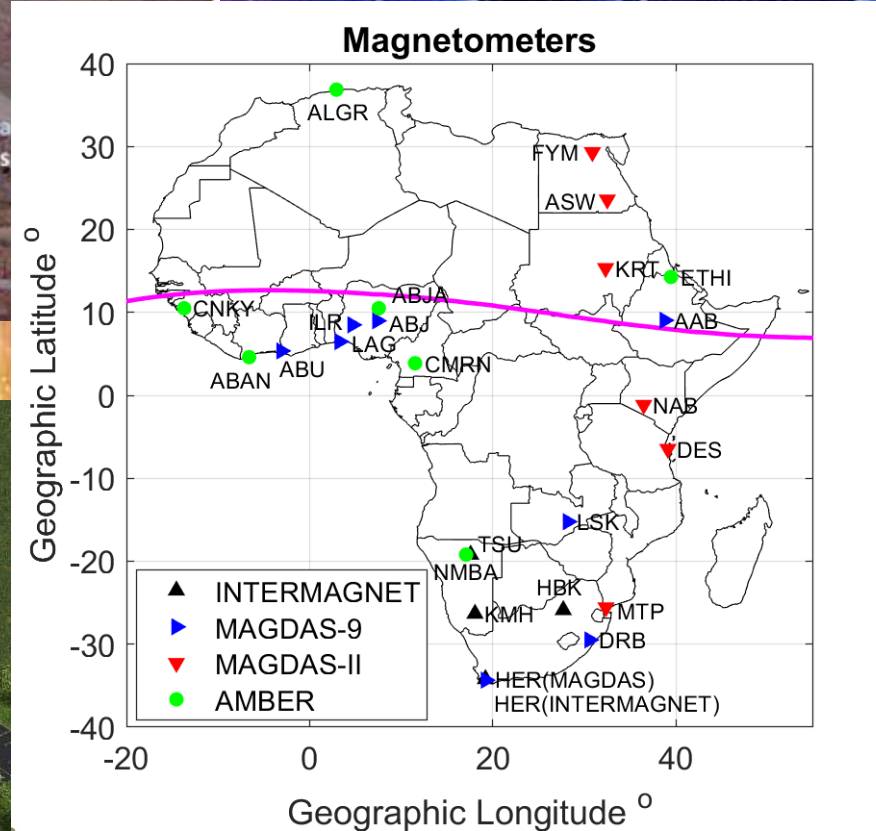 Magnetometers
40
30
20
10
0
-10
-20
-30
-40
-20
0
20
40
Geographic Latitude °
Geographic Longitude °
ALGR
FYM
ASW
KRT
ETHI
CNKY
ABJA
ILR
ABJ
AAB
LAG
ABAN
ABU
CMRN
NAB
DES
LSK
TSU
NMBA
HBK
KMH
MTP
DRB
HER(MAGDAS)
HER(INTERMAGNET)
INTERMAGNET
MAGDAS-9
MAGDAS-II
AMBER